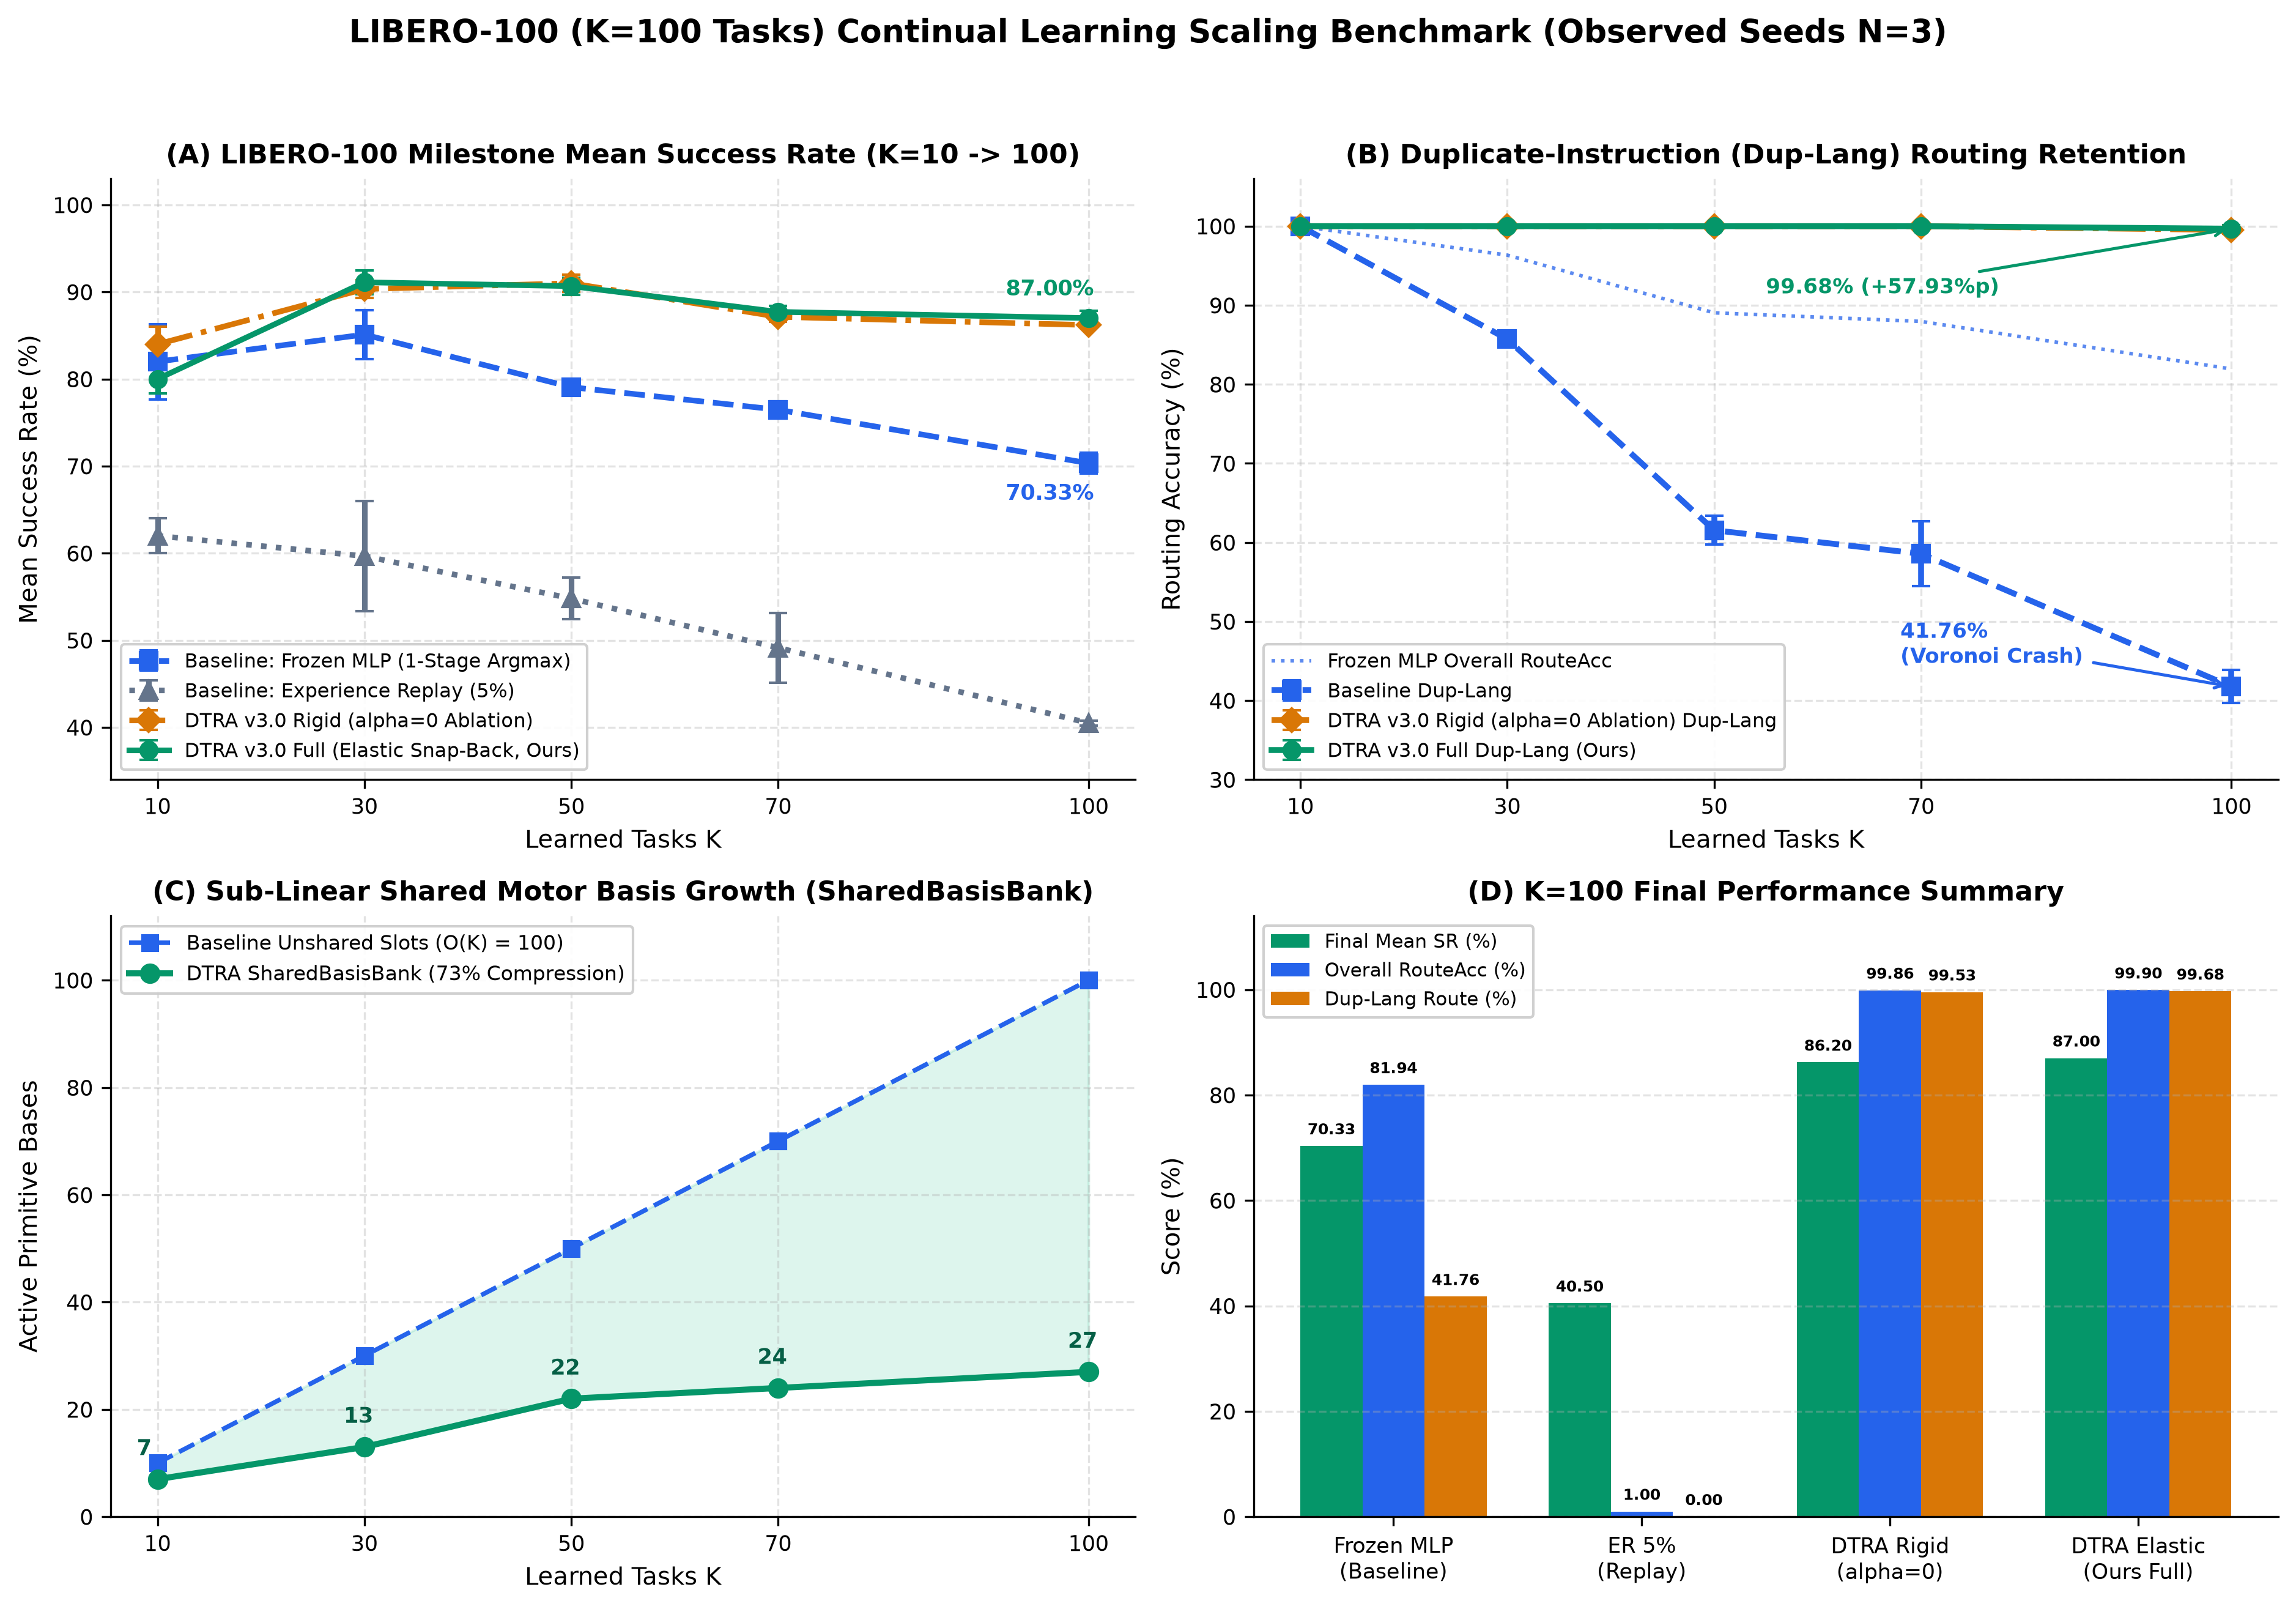 LIBERO-100 (K=100 Tasks) Continual Learning Scaling Benchmark (Observed Seeds N=3)
(A) LIBERO-100 Milestone Mean Success Rate (K=10 -> 100)
Mean Success Rate (%)
100
90
80
70
60
50
40
87.00%
70.33%
Baseline: Frozen MLP (1-Stage Argmax)
Baseline: Experience Replay (5%)
DTRA v3.0 Rigid (alpha=0 Ablation)
DTRA v3.0 Full (Elastic Snap-Back, Ours)
10 30 50 70 100
Learned Tasks K
(B) Duplicate-Instruction (Dup-Lang) Routing Retention
Routing Accuracy (%)
100
90
80
70
60
50
40
30
99.68% (+57.93%p)
41.76%
(Voronoi Crash)
Frozen MLP Overall RouteAcc
Baseline Dup-Lang
DTRA v3.0 Rigid (alpha=0 Ablation) Dup-Lang
DTRA v3.0 Full Dup-Lang (Ours)
10 30 50 70 100
Learned Tasks K
(C) Sub-Linear Shared Motor Basis Growth (SharedBasisBank)
Active Primitive Bases
Baseline Unshared Slots (O(K) = 100)
DTRA SharedBasisBank (73% Compression)
100
80
60
40
20
0
7
13
22
24
27
10 30 50 70 100
Learned Tasks K
(D) K=100 Final Performance Summary
Score (%)
Final Mean SR (%)
Overall RouteAcc (%)
Dup-Lang Route (%)
100
80
60
40
20
0
70.33
81.94
41.76
40.50
1.00
0.00
86.20
99.86
99.53
87.00
99.90
99.68
Frozen MLP
(Baseline)
ER 5%
(Replay)
DTRA Rigid
(alpha=0)
DTRA Elastic
(Ours Full)